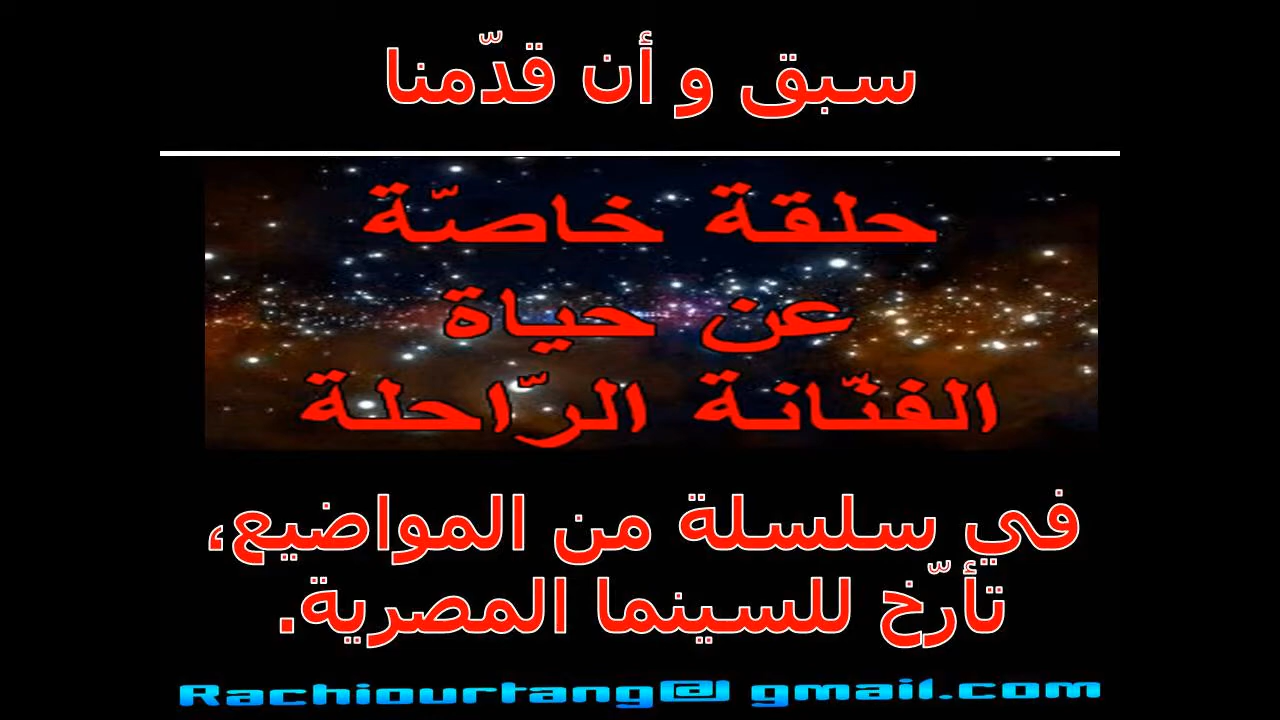 سبق و أن قدّمنا
حلقة خاصّة
عن حياة
الفنّانة الرّاحلة
في سلسلة من المواضيع،
تأرّخ للسينما المصرية.
Rachiourtang@ gmail.com